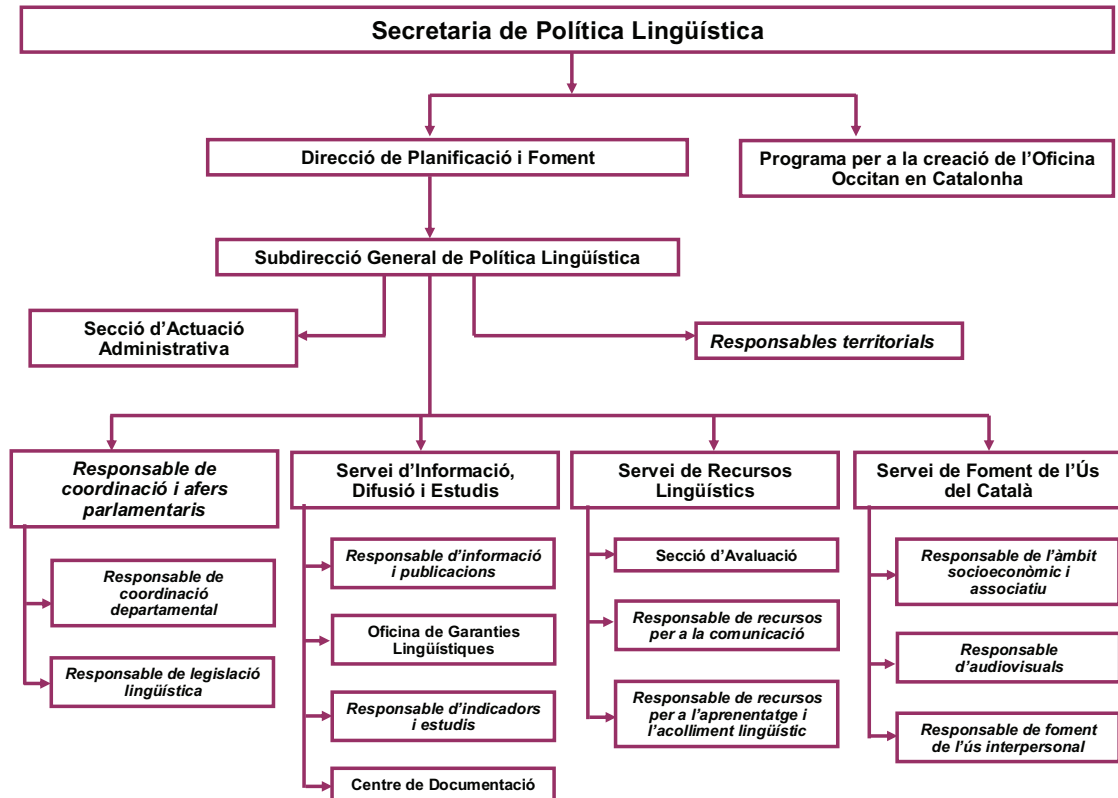 Secretaria de Política Lingüística
Direcció de Planificació i Foment
Programa per a la creació de l'Oficina
Occitan en Catalonha
Subdirecció General de Política Lingüística
Secció d'Actuació
Administrativa
Responsables territorials
Responsable de
coordinació i afers
parlamentaris
Responsable de
coordinació
departamental
Responsable de legislació
lingüística
Servei d'Informació,
Difusió i Estudis
Responsable d'informació
i publicacions
Oficina de Garanties
Lingüístiques
Responsable d'indicadors
i estudis
Centre de Documentació
Servei de Recursos
Lingüístics
Secció d'Avaluació
Responsable de recursos
per a la comunicació
Responsable de recursos
per a l'aprenentatge i
l'acolliment lingüístic
Servei de Foment de l'Ús
del Català
Responsable de l'àmbit
socioeconòmic i
associatiu
Responsable
d'audiovisuals
Responsable de foment
de l'ús interpersonal